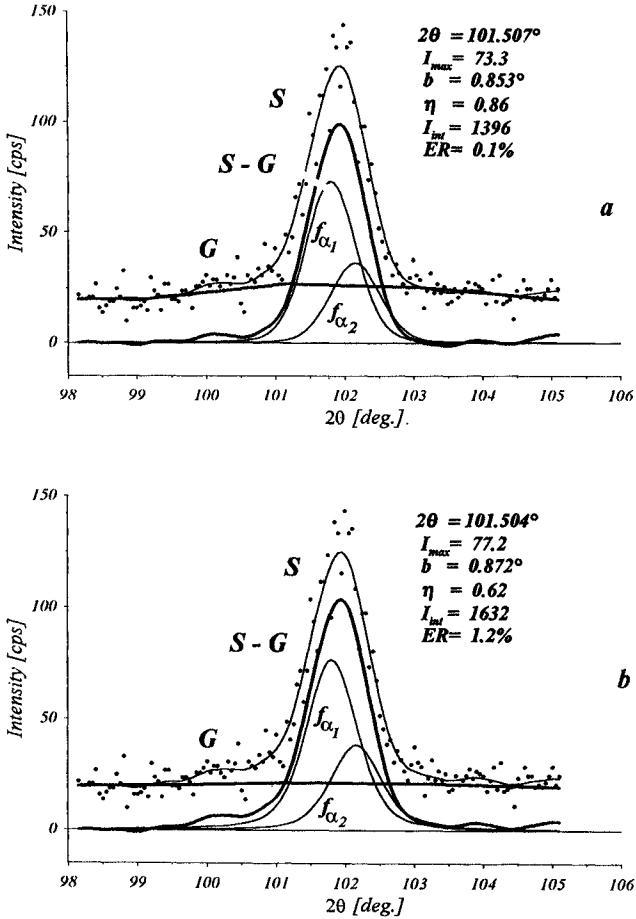 150
100
50
0
Intensity [cps]
S
S - G
G
fα1
fα2
2θ = 101.507°
Imax= 73.3
b = 0.853°
η = 0.86
Iint= 1396
ER= 0.1%
a
98 99 100 101 102 103 104 105 106
2θ [deg.].
150
100
50
0
Intensity [cps]
S
S - G
G
fα1
fα2
2θ = 101.504°
Imax= 77.2
b = 0.872°
η = 0.62
Iint= 1632
ER= 1.2%
b
98 99 100 101 102 103 104 105 106
2θ [deg.]